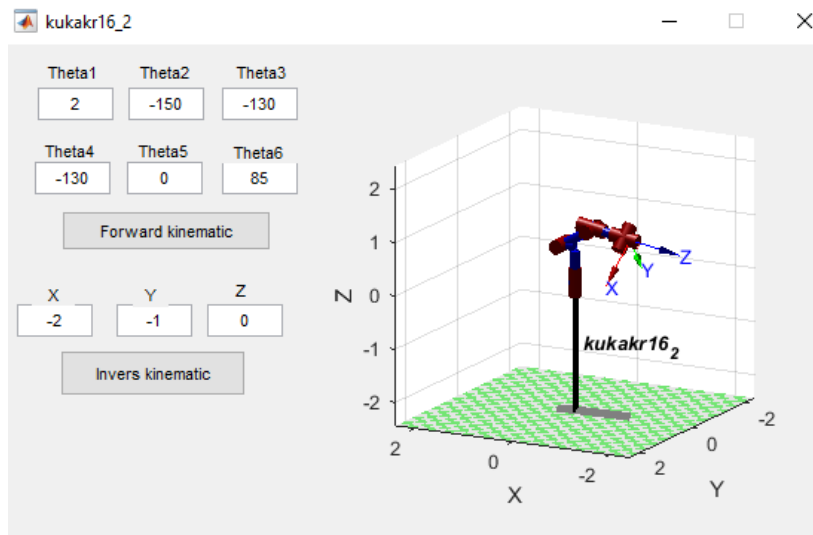 kukakr16_2
Theta1 Theta2 Theta3
2 -150 -130
Theta4 Theta5 Theta6
-130 0 85
Forward kinematic
X Y Z
-2 -1 0
Invers kinematic
2
1
0
-1
-2
Z
Z
Y
X
kukakr16_2
2
0
-2
X
2
0
-2
Y